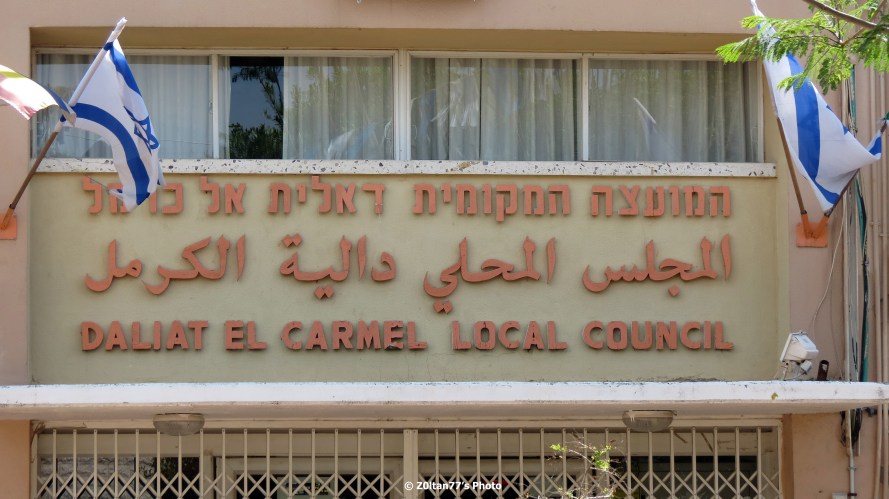 המועצה המקומית דאלית אל כרמל
المجلس المحلي دالية الكرمل
DALIAT EL CARMEL LOCAL COUNCIL
© Z0ltan77's Photo